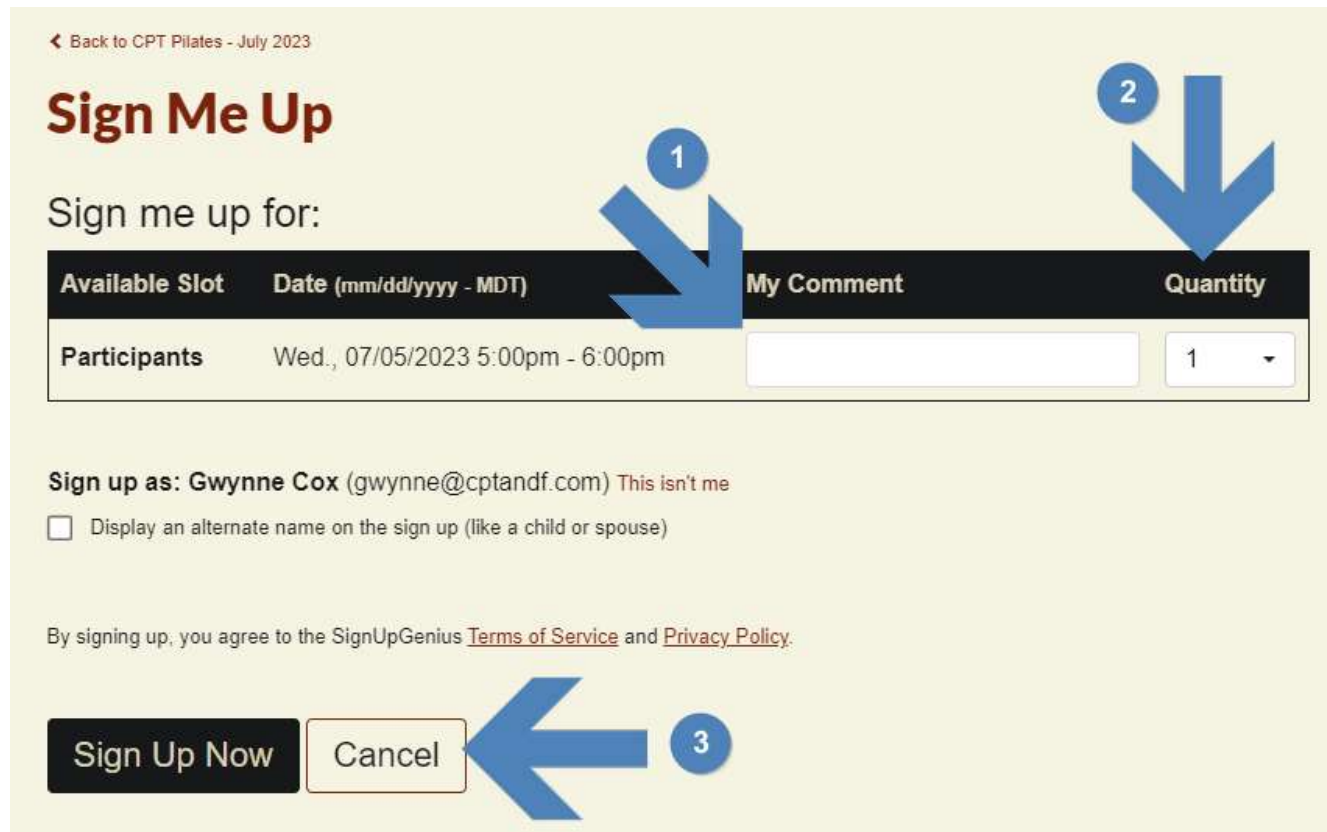 Back to CPT Pilates - July 2023
Sign Me Up
2
1
Sign me up for:
Available Slot Date (mm/dd/yyyy - MDT) My Comment Quantity
Participants Wed., 07/05/2023 5:00pm - 6:00pm 1
Sign up as: Gwynne Cox (gwynne@cptandf.com) This isn't me
Display an alternate name on the sign up (like a child or spouse)
By signing up, you agree to the SignUpGenius Terms of Service and Privacy Policy.
Sign Up Now Cancel 3